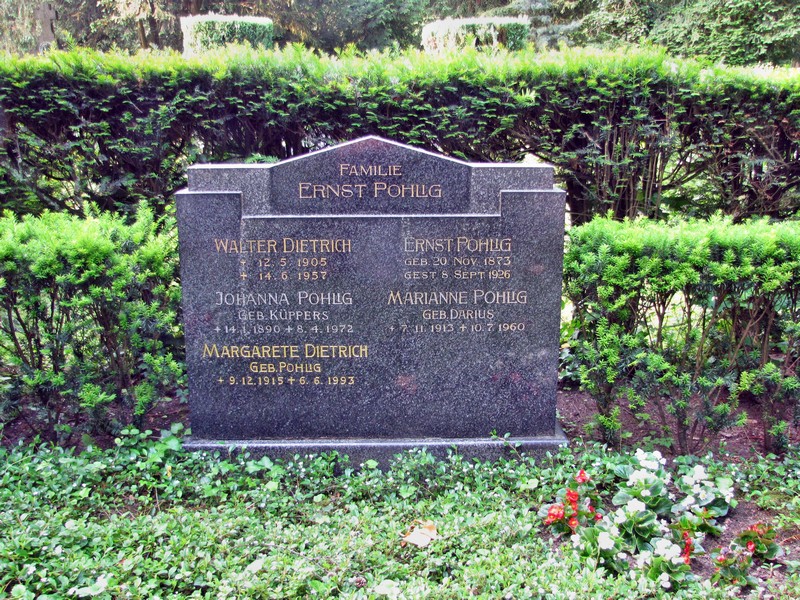 FAMILIE
ERNST POHLIG
WALTER DIETRICH
* 12. 5. 1905
+ 14. 6. 1957
JOHANNA POHLIG
GEB. KÜPPERS
* 14. 1. 1890 + 8. 4. 1972
MARGARETE DIETRICH
GEB. POHLIG
* 9. 12. 1915 + 6. 6. 1993
ERNST POHLIG
GEB. 20. NOV. 1873
GEST. 8. SEPT. 1926
MARIANNE POHLIG
GEB. DARIUS
* 7. 11. 1913 + 10. 7. 1960